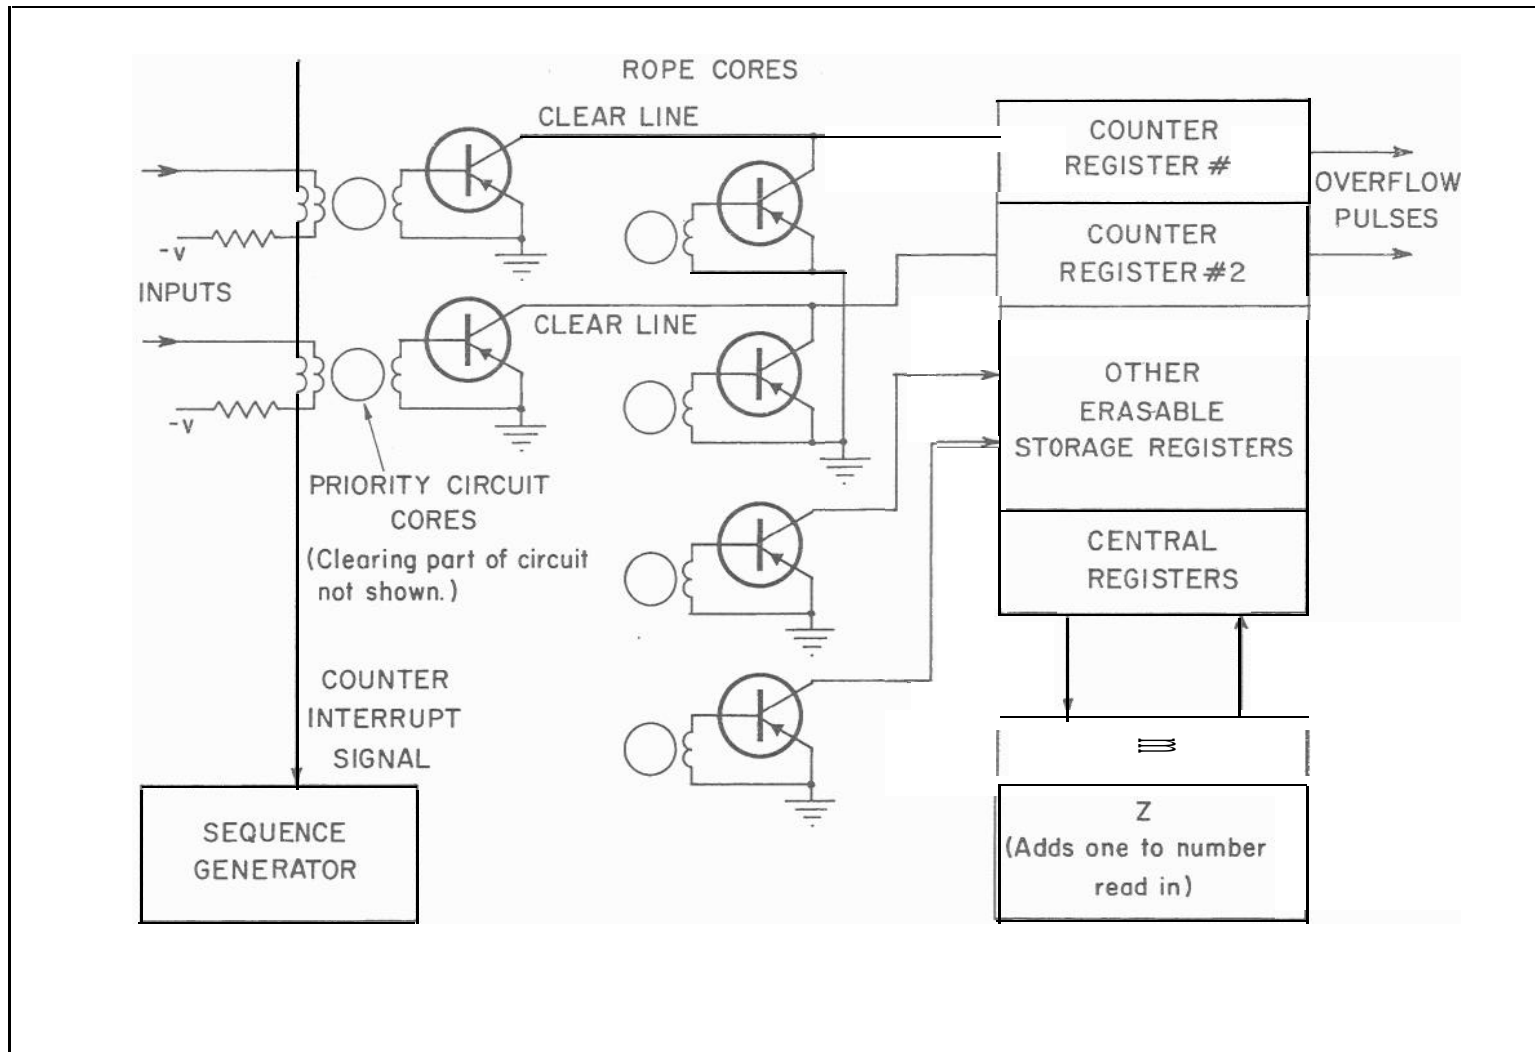 ROPE CORES
CLEAR LINE
COUNTER
REGISTER #
OVERFLOW
PULSES
-v
INPUTS
COUNTER
REGISTER #2
CLEAR LINE
-v
OTHER
ERASABLE
STORAGE REGISTERS
PRIORITY CIRCUIT
CORES
(Clearing part of circuit
not shown.)
CENTRAL
REGISTERS
COUNTER
INTERRUPT
SIGNAL
SEQUENCE
GENERATOR
Z
(Adds one to number
read in)